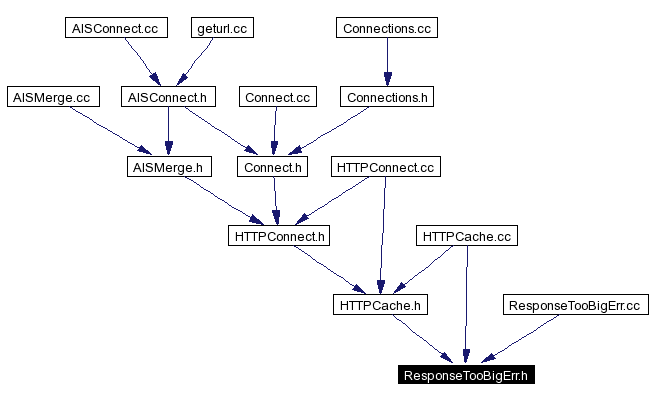 AISConnect.cc
geturl.cc
Connections.cc
AISMerge.cc
AISConnect.h
Connect.cc
Connections.h
AISMerge.h
Connect.h
HTTPConnect.cc
HTTPConnect.h
HTTPCache.cc
HTTPCache.h
ResponseTooBigErr.cc
ResponseTooBigErr.h